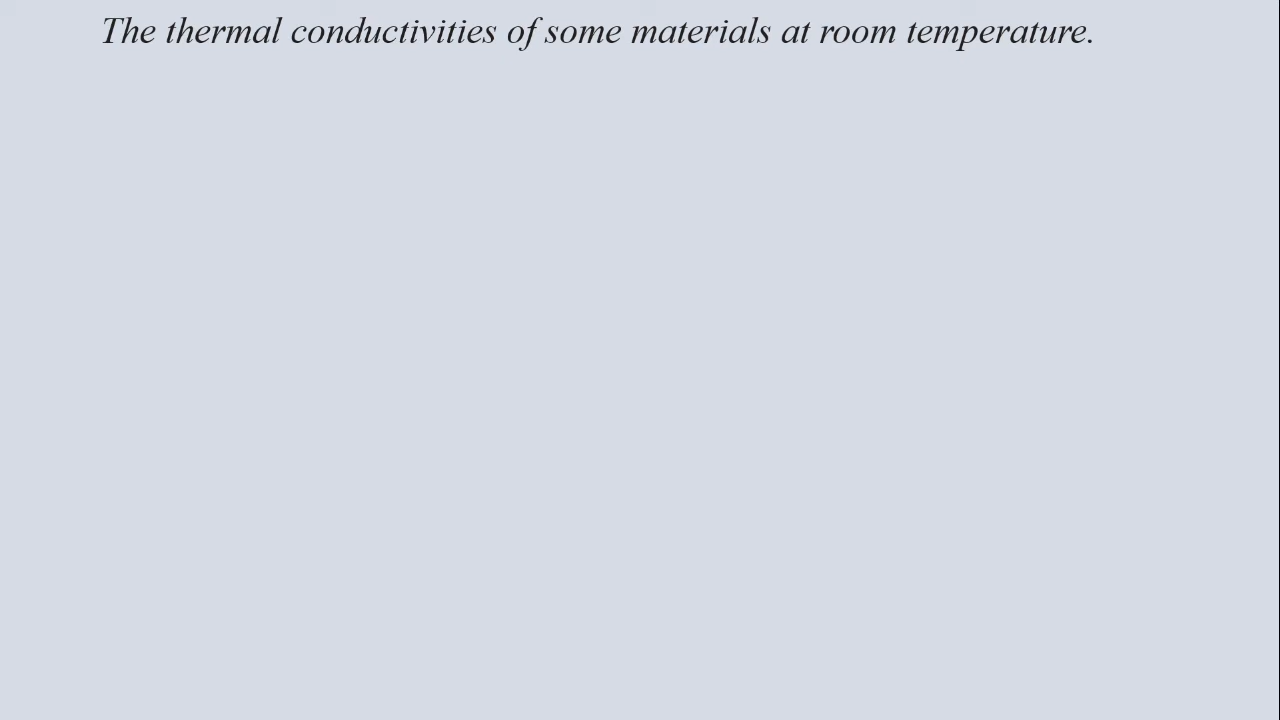 The thermal conductivities of some materials at room temperature.